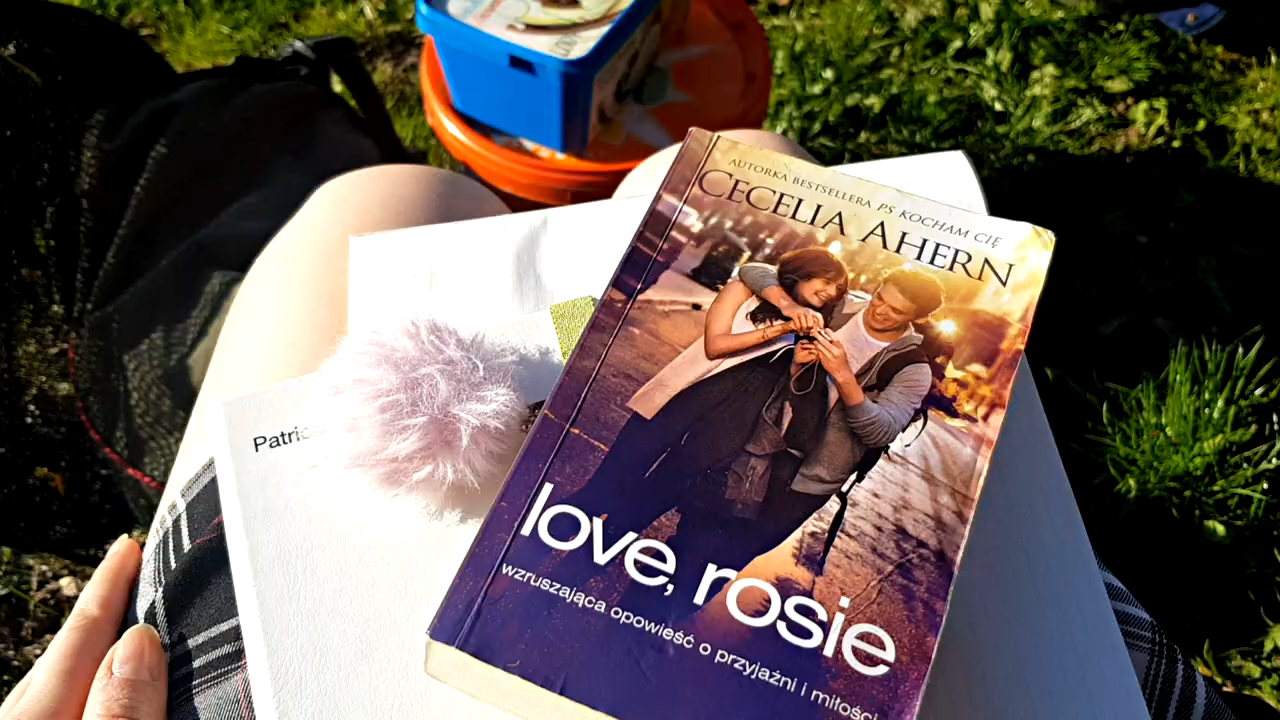 AUTORKA BESTSELLERA PS KOCHAM CIĘ
CECELIA AHERN
love, rosie
wzruszająca opowieść o przyjaźni i miłości